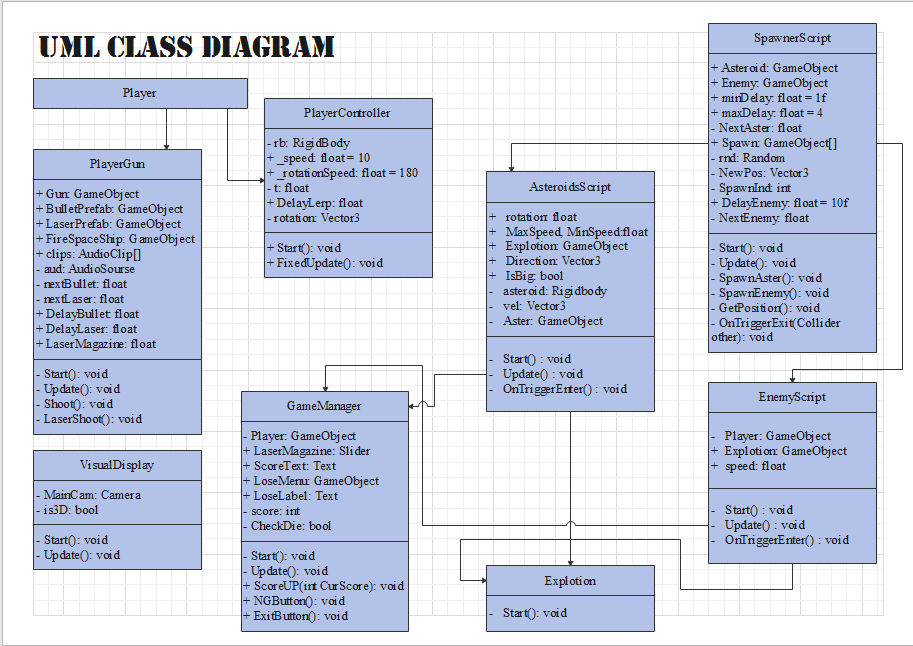 UML CLASS DIAGRAM
Player
PlayerGun
+ Gun: GameObject
+ BulletPrefab: GameObject
+ LaserPrefab: GameObject
+ FireSpaceShip: GameObject
+ clips: AudioClip[]
- aud: AudioSourse
- nextBullet: float
- nextLaser: float
+ DelayBullet: float
+ DelayLaser: float
+ LaserMagazine: float
- Start(): void
- Update(): void
- Shoot(): void
- LaserShoot(): void
VisualDisplay
- MainCam: Camera
- is3D: bool
- Start(): void
- Update(): void
PlayerController
- rb: RigidBody
+ _speed: float = 10
+ _rotationSpeed: float = 180
- t: float
+ DelayLerp: float
- rotation: Vector3
+ Start(): void
+ FixedUpdate(): void
GameManager
- Player: GameObject
+ LaserMagazine: Slider
+ ScoreText: Text
+ LoseMenu: GameObject
+ LoseLabel: Text
- score: int
- CheckDie: bool
- Start(): void
- Update(): void
+ ScoreUP(int CurScore): void
+ NGButton(): void
+ ExitButton(): void
AsteroidsScript
+ rotation: float
+ MaxSpeed, MinSpeed:float
+ Explotion: GameObject
+ Direction: Vector3
+ IsBig: bool
- asteroid: Rigidbody
- vel: Vector3
- Aster: GameObject
- Start() : void
- Update() : void
- OnTriggerEnter() : void
Explotion
- Start(): void
SpawnerScript
+ Asteroid: GameObject
+ Enemy: GameObject
+ minDelay: float = 1f
+ maxDelay: float = 4
- NextAster: float
+ Spawn: GameObject[]
- rnd: Random
- NewPos: Vector3
- SpawnInd: int
+ DelayEnemy: float = 10f
- NextEnemy: float
- Start(): void
- Update(): void
- SpawnAster(): void
- SpawnEnemy(): void
- GetPosition(): void
- OnTriggerExit(Collider
other): void
EnemyScript
- Player: GameObject
+ Explotion: GameObject
+ speed: float
- Start() : void
- Update() : void
- OnTriggerEnter() : void